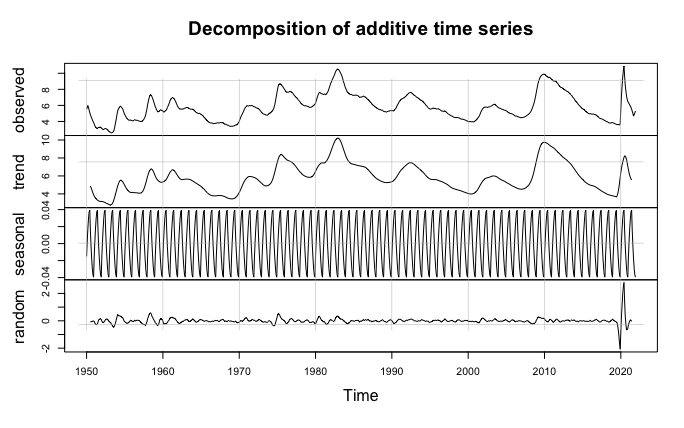 Decomposition of additive time series
observed
4 6 8
trend
4 6 8 10
seasonal
-0.04 0.00 0.04
random
-2 0 2
1950 1960 1970 1980 1990 2000 2010 2020
Time